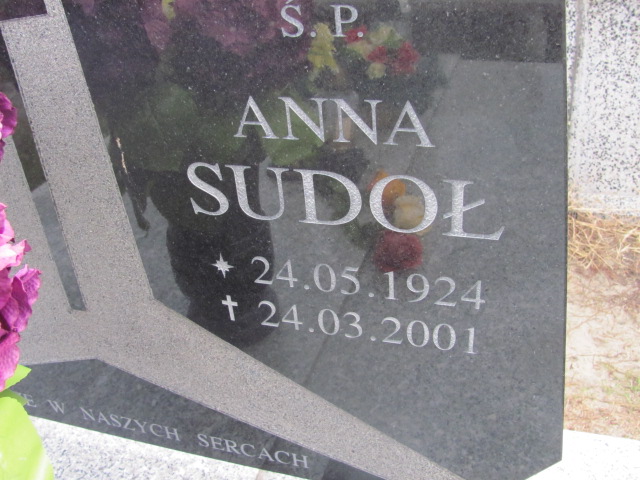 Ś. P.
ANNA
SUDOŁ
* 24.05.1924
✝ 24.03.2001
W NASZYCH SERCACH